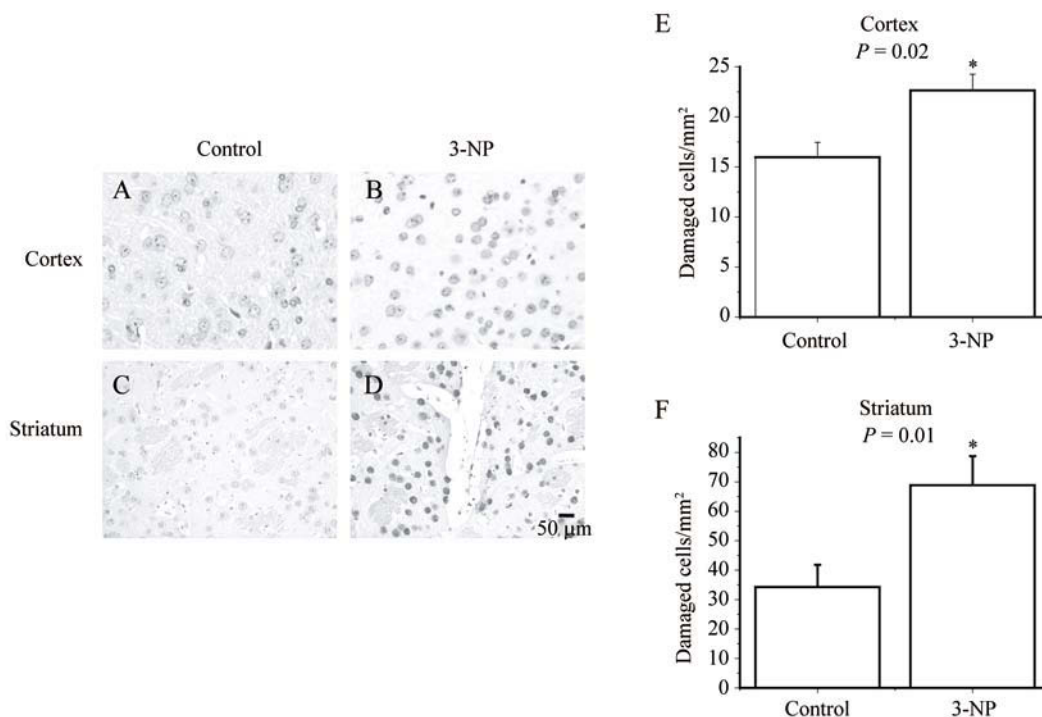 Control 3-NP
Cortex
A B
Striatum
C D
50 µm
E
Cortex
P = 0.02
*
Damaged cells/mm²
25
20
15
10
5
0
Control 3-NP
F
Striatum
P = 0.01
*
Damaged cells/mm²
80
70
60
50
40
30
20
10
0
Control 3-NP